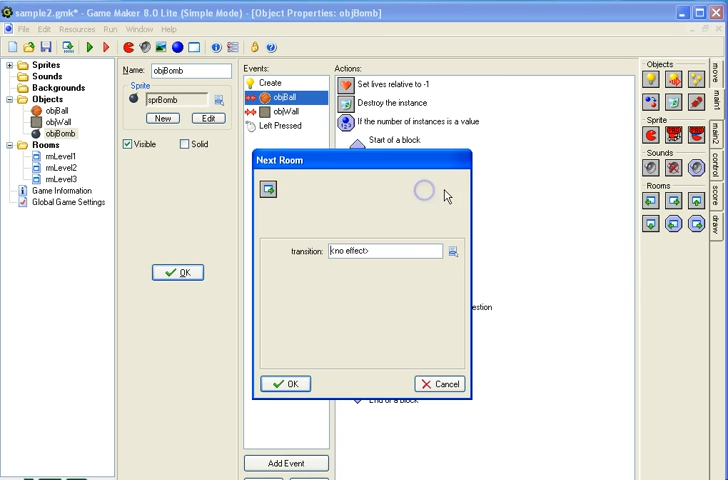 sample2.gmk* - Game Maker 8.0 Lite (Simple Mode) - [Object Properties: objBomb]
File Edit Resources Run Window Help
Sprites
Sounds
Backgrounds
Objects
objBall
objWall
objBomb
Rooms
rmLevel1
rmLevel2
rmLevel3
Game Information
Global Game Settings
Name: objBomb
Sprite
sprBomb
New Edit
Visible Solid
OK
Events:
Create
objBall
objWall
Left Pressed
Add Event
Actions:
Set lives relative to -1
Destroy the instance
If the number of instances is a value
Start of a block
estion
End of a block
Next Room
transition: <no effect>
OK Cancel
Objects
Sprite
Sounds
Rooms
move
main1
main2
control
score
draw